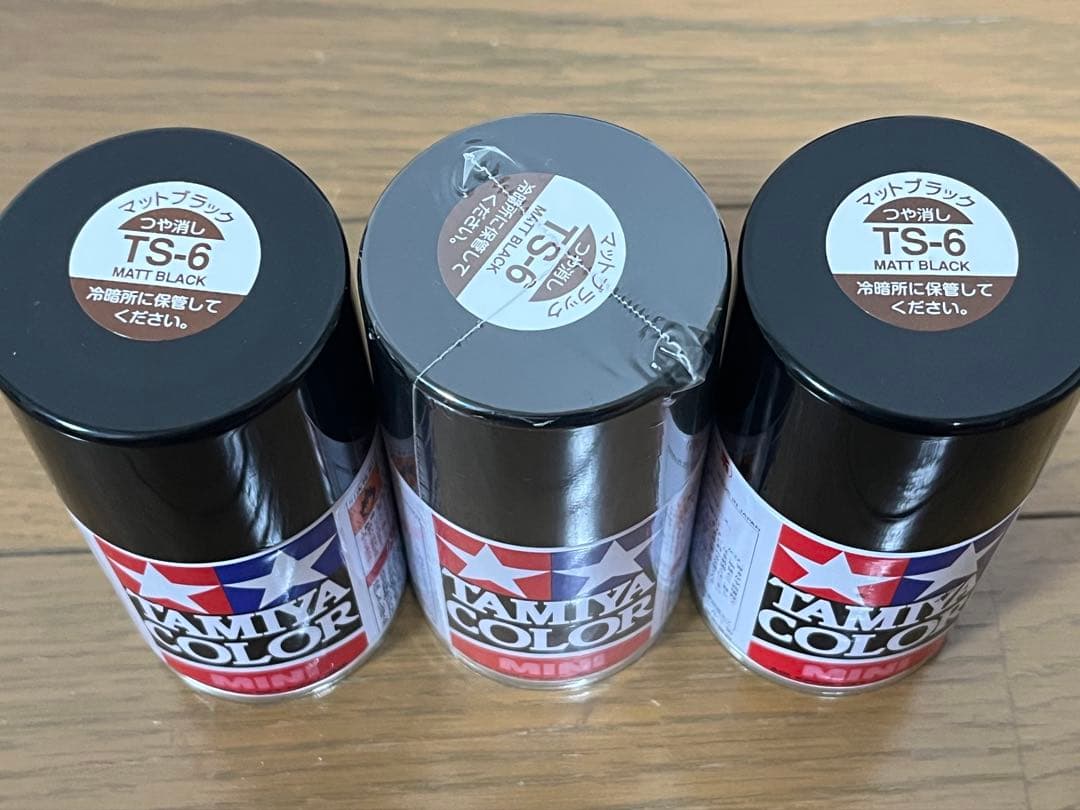 マットブラック
つや消し
TS-6
MATT BLACK
冷暗所に保管して
ください。
TAMIYA
COLOR
MINI
マットブラック
つや消し
TS-6
MATT BLACK
冷暗所に保管して
ください。
TAMIYA
COLOR
MINI
マットブラック
つや消し
TS-6
MATT BLACK
冷暗所に保管して
ください。
TAMIYA
COLOR
MINI